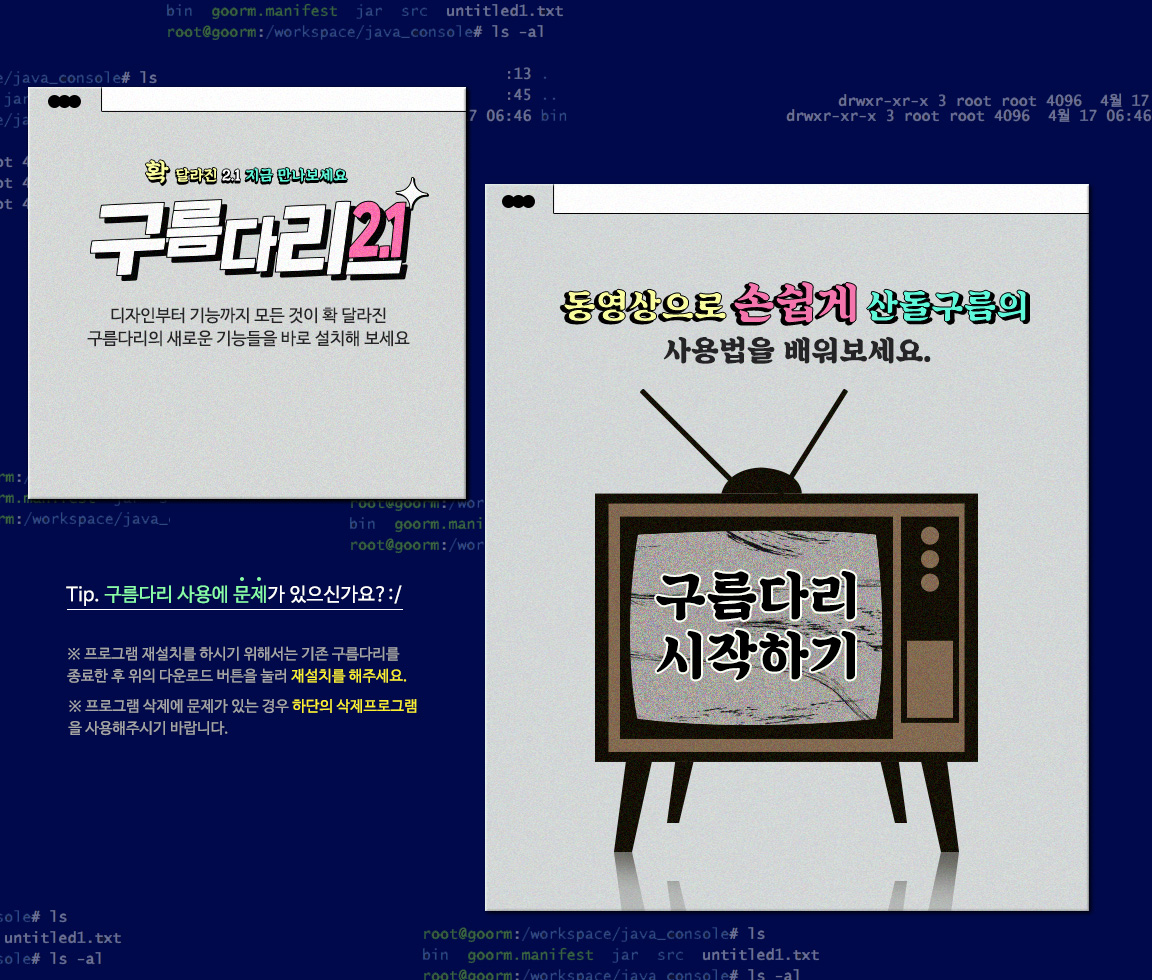 bin goorm.manifest jar src untitled1.txt
root@goorm:/workspace/java_console# ls -al
/java_console# ls
:13 .
:45 ..
7 06:46 bin
drwxr-xr-x 3 root root 4096 4월 17
drwxr-xr-x 3 root root 4096 4월 17 06:46
확 달라진 2.1 지금 만나보세요
구름다리 2.1
디자인부터 기능까지 모든 것이 확 달라진
구름다리의 새로운 기능들을 바로 설치해 보세요
동영상으로 손쉽게 산돌구름의
사용법을 배워보세요.
구름다리
시작하기
rm:/workspace/java_
root@goorm:/wor
bin goorm.mani
root@goorm:/wor
Tip. 구름다리 사용에 문제가 있으신가요? :/
※ 프로그램 재설치를 하시기 위해서는 기존 구름다리를
종료한 후 위의 다운로드 버튼을 눌러 재설치를 해주세요.
※ 프로그램 삭제에 문제가 있는 경우 하단의 삭제프로그램
을 사용해주시기 바랍니다.
sole# ls
untitled1.txt
sole# ls -al
root@goorm:/workspace/java_console# ls
bin goorm.manifest jar src untitled1.txt
root@goorm:/workspace/java_console# ls -al